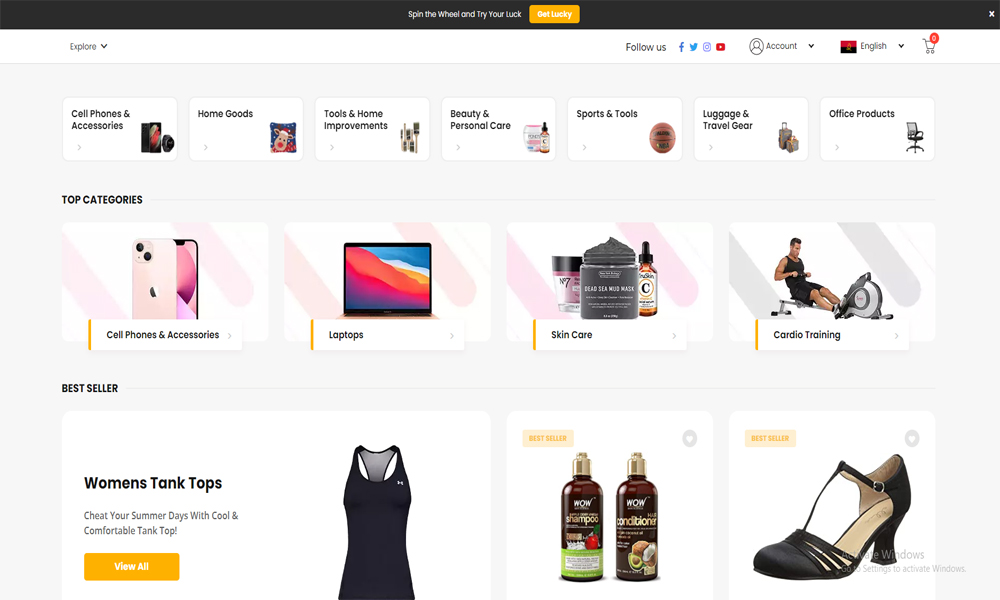 Spin the Wheel and Try Your Luck
Get Lucky
×
Explore
Follow us
Account
English
0
Cell Phones &
Accessories
Home Goods
Tools & Home
Improvements
Beauty &
Personal Care
Sports & Tools
Luggage &
Travel Gear
Office Products
TOP CATEGORIES
No7
DEAD SEA MUD MASK
TruSkin
C
Cell Phones & Accessories
Laptops
Skin Care
Cardio Training
BEST SELLER
Womens Tank Tops
Cheat Your Summer Days With Cool &
Comfortable Tank Top!
View All
BEST SELLER
WOW
shampoo
WOW
HAIR
conditioner
BEST SELLER
Activate Windows
Go to Settings to activate Windows.